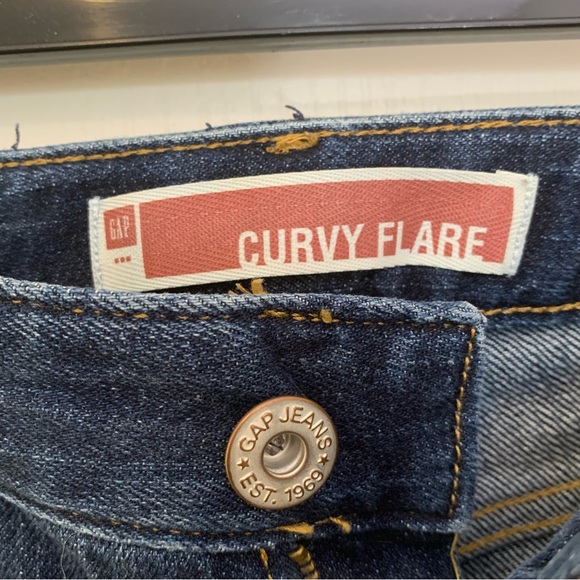 GAP
CURVY FLARE
★ GAP JEANS ★
EST. 1969